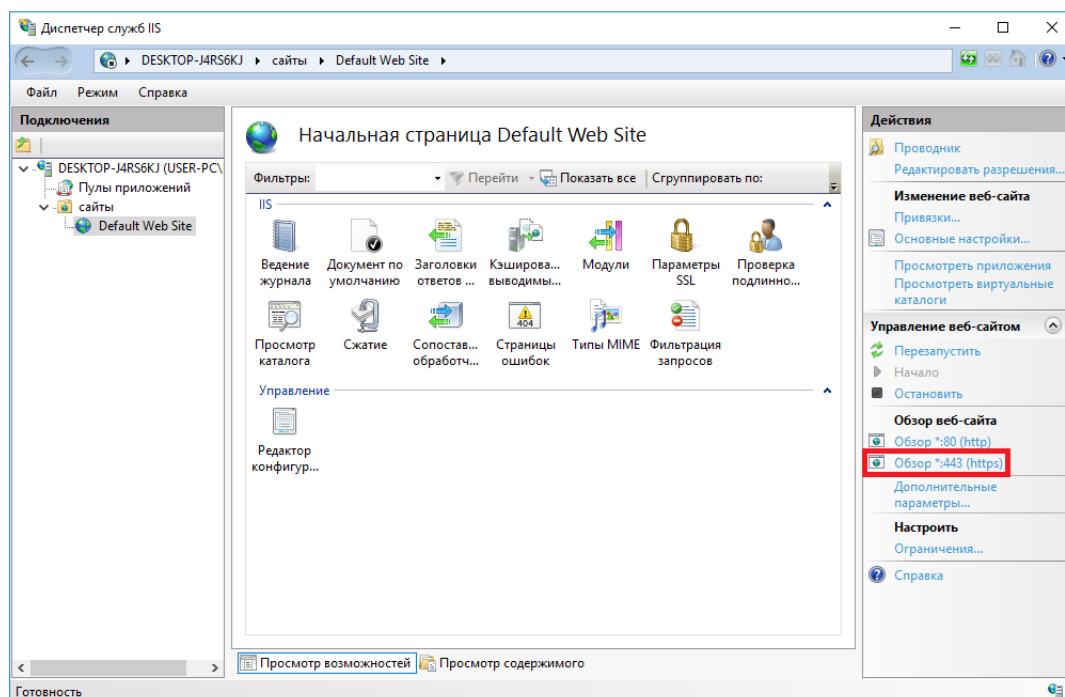 Диспетчер служб IIS
DESKTOP-J4RS6KJ
сайты
Default Web Site
Файл
Режим
Справка
Подключения
DESKTOP-J4RS6KJ (USER-PC\
Пулы приложений
сайты
Default Web Site
Начальная страница Default Web Site
Фильтры:
Перейти
Показать все
Сгруппировать по:
IIS
Ведение
журнала
Документ по
умолчанию
Заголовки
ответов ...
Кэширова...
выводимы...
Модули
Параметры
SSL
Проверка
подлинно...
Просмотр
каталога
Сжатие
Сопостав...
обработч...
404
Страницы
ошибок
Типы MIME
Фильтрация
запросов
Управление
Редактор
конфигур...
Просмотр возможностей
Просмотр содержимого
Действия
Проводник
Редактировать разрешения...
Изменение веб-сайта
Привязки...
Основные настройки...
Просмотреть приложения
Просмотреть виртуальные
каталоги
Управление веб-сайтом
Перезапустить
Начало
Остановить
Обзор веб-сайта
Обзор *:80 (http)
Обзор *:443 (https)
Дополнительные
параметры...
Настроить
Ограничения...
Справка
Готовность